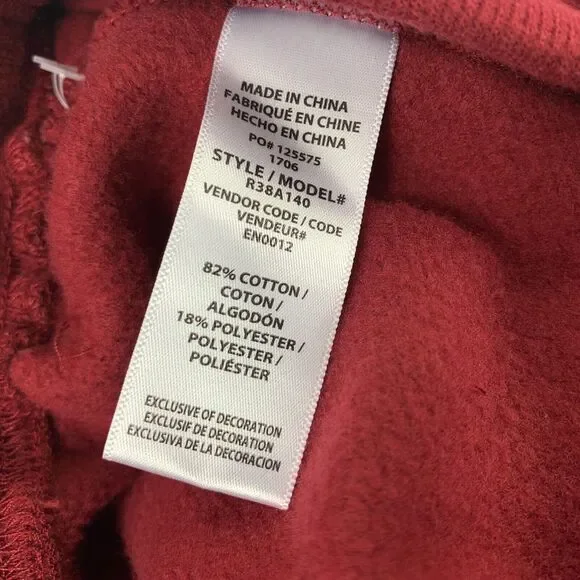 MADE IN CHINA
FABRIQUÉ EN CHINE
HECHO EN CHINA
PO# 125575
1706
STYLE / MODEL#
R38A140
VENDOR CODE / CODE
VENDEUR#
EN0012
82% COTTON /
COTON /
ALGODÓN
18% POLYESTER /
POLYESTER /
POLIÉSTER
EXCLUSIVE OF DECORATION
EXCLUSIF DE DECORATION
EXCLUSIVA DE LA DECORACION